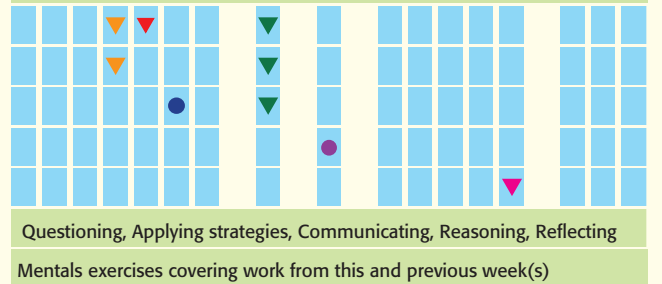 Questioning, Applying strategies, Communicating, Reasoning, Reflecting
Mentals exercises covering work from this and previous week(s)